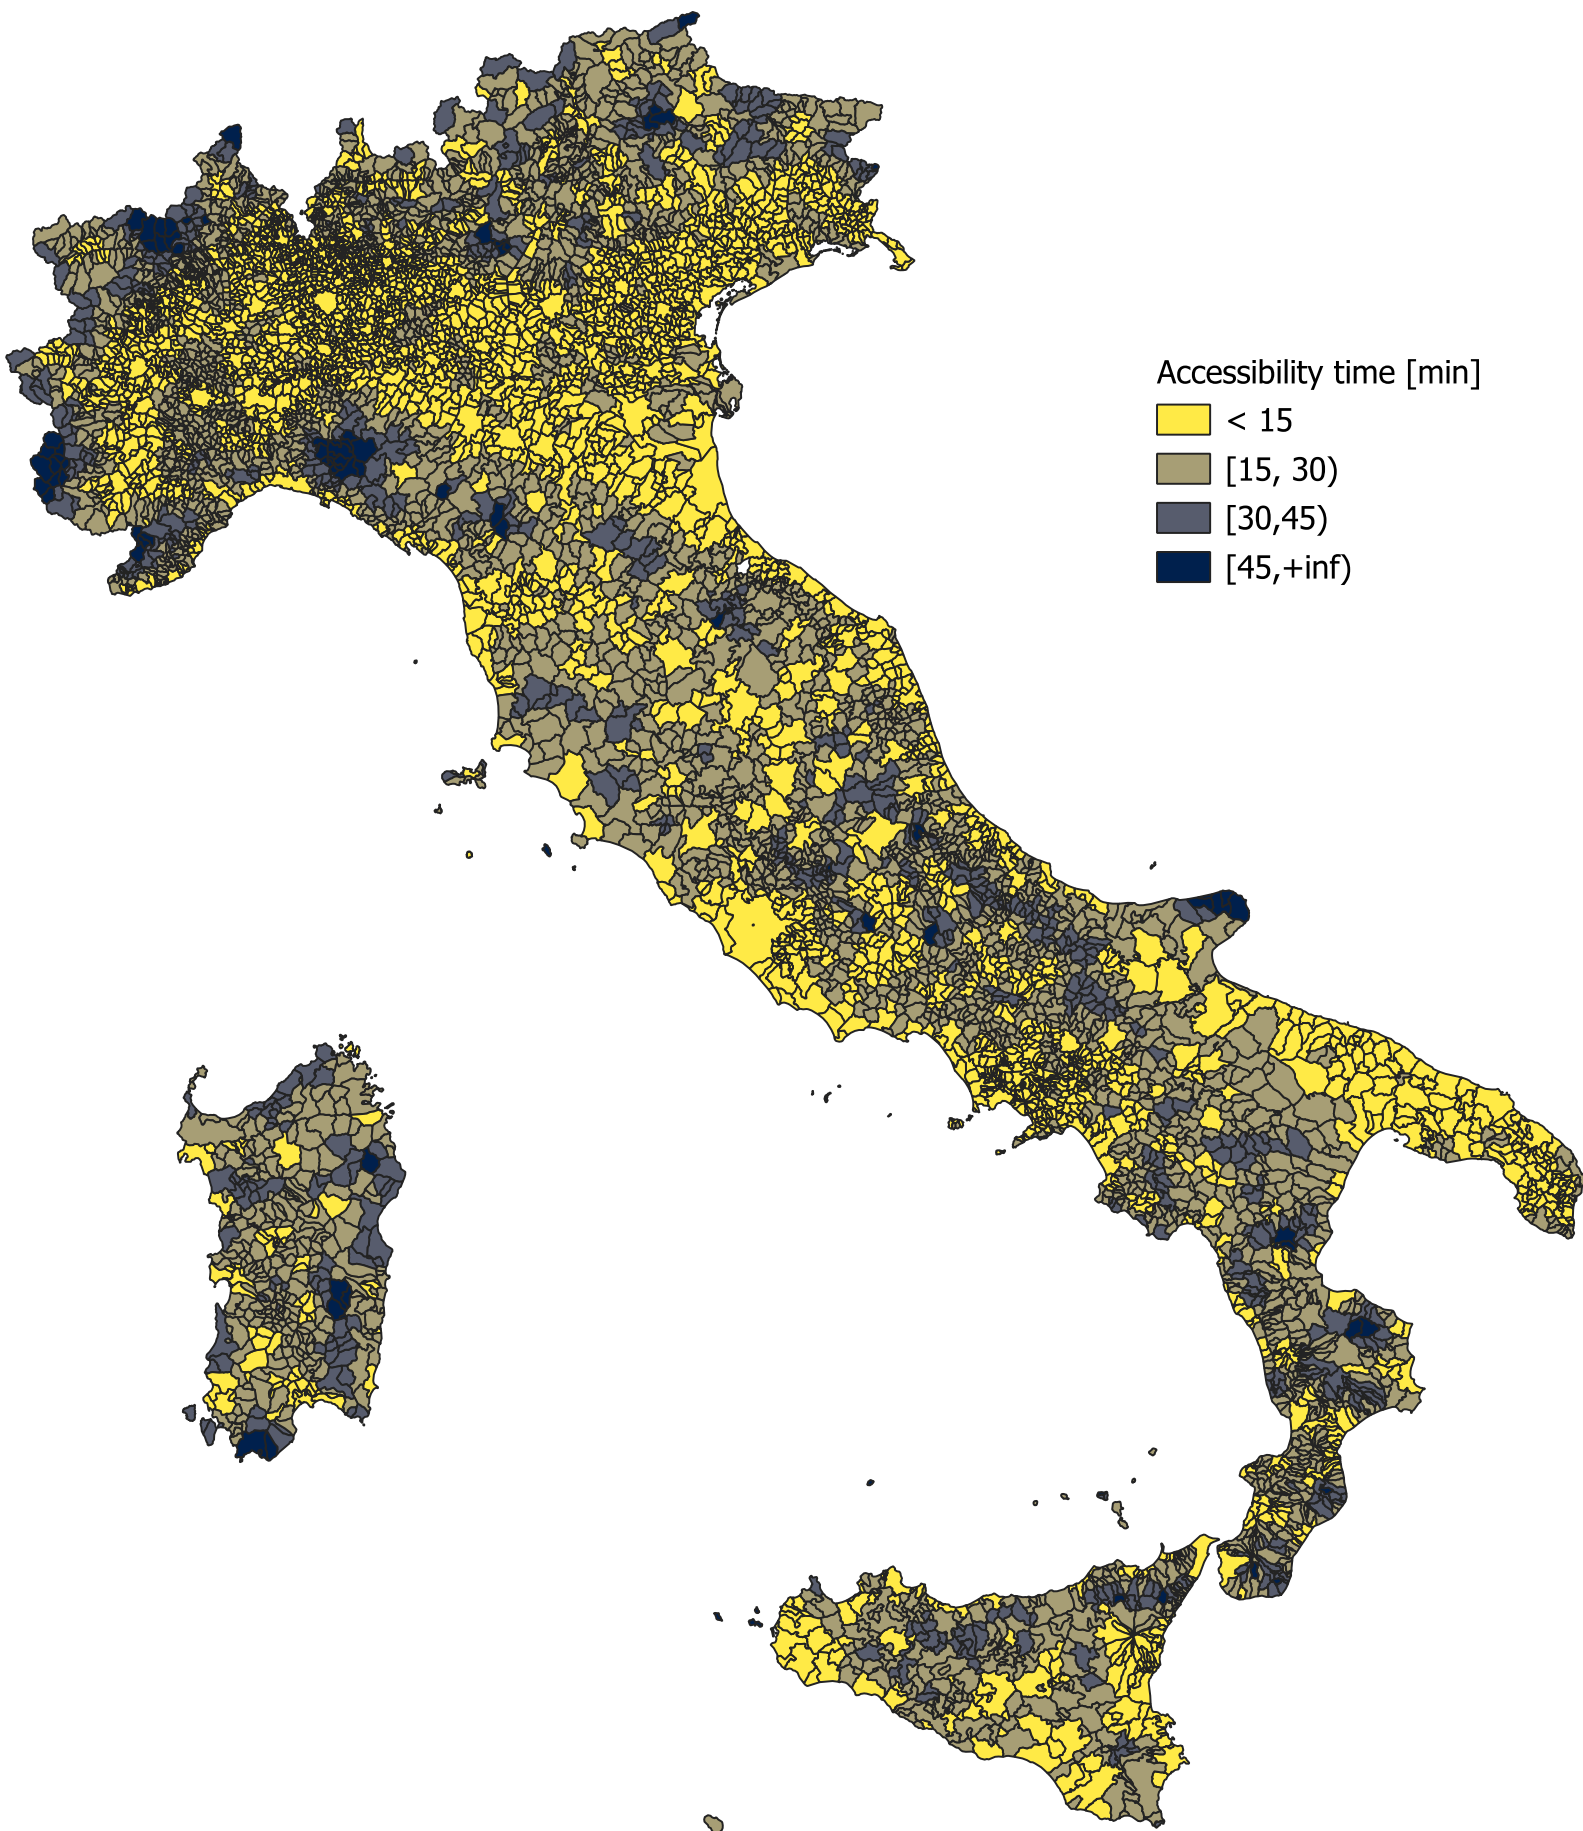 Accessibility time [min]
< 15
[15, 30)
[30,45)
[45,+inf)